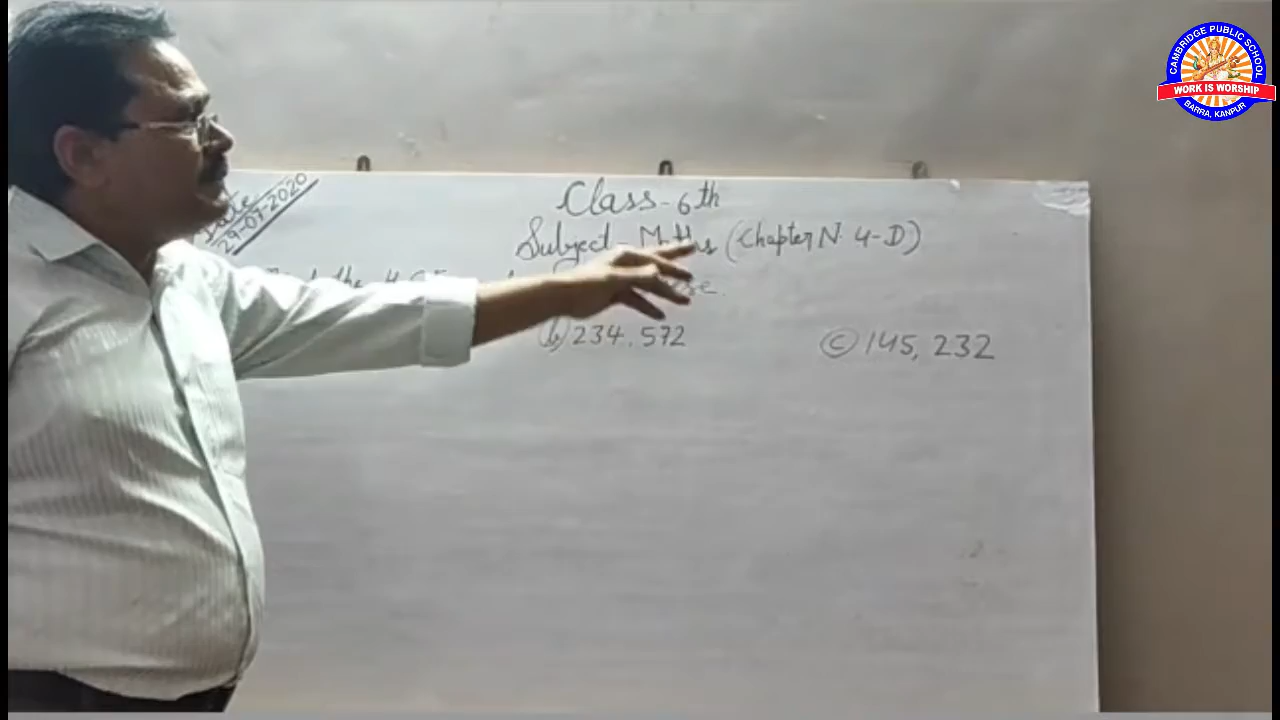 CAMBRIDGE PUBLIC SCHOOL
WORK IS WORSHIP
BARRA, KANPUR
Date
29-07-2020
Class-6th
Subject - Maths (Chapter N. 4-D)
the H.C.F
(b) 234, 572
(c) 145, 232